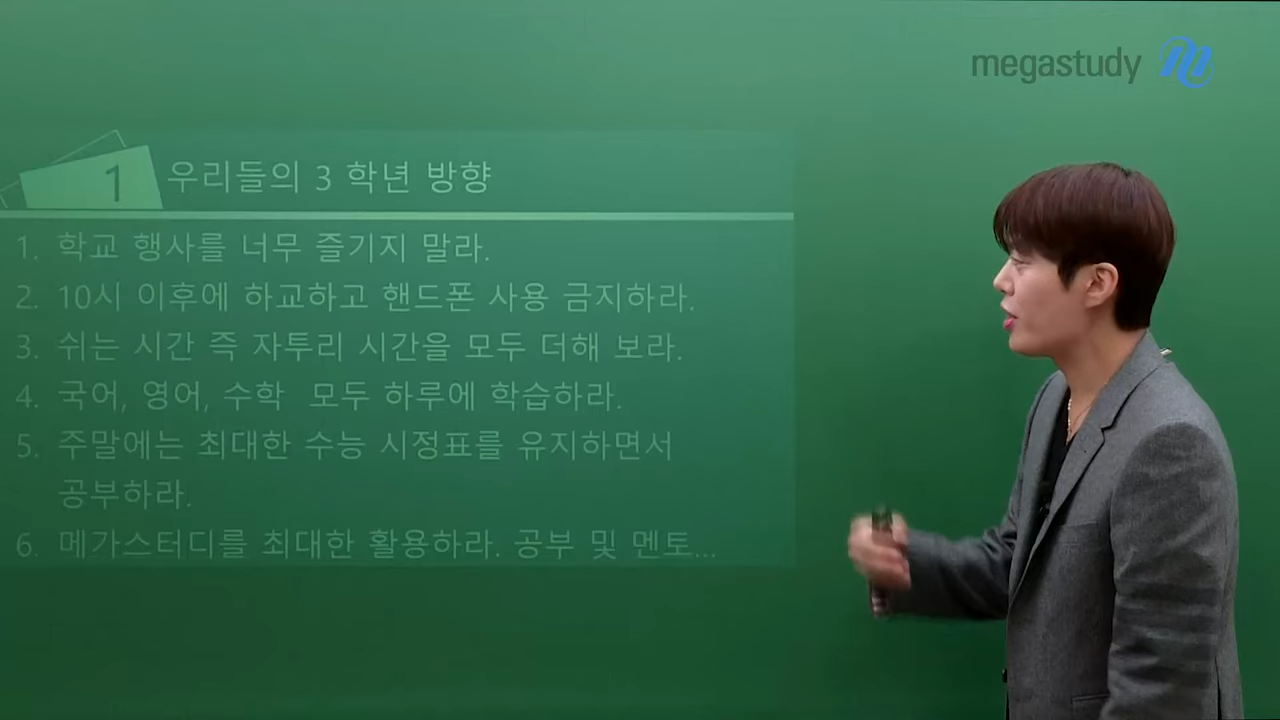 megastudy
1 우리들의 3 학년 방향
1. 학교 행사를 너무 즐기지 말라.
2. 10시 이후에 하교하고 핸드폰 사용 금지하라.
3. 쉬는 시간 즉 자투리 시간을 모두 더해 보라.
4. 국어, 영어, 수학 모두 하루에 학습하라.
5. 주말에는 최대한 수능 시정표를 유지하면서
공부하라.
6. 메가스터디를 최대한 활용하라. 공부 및 멘토...